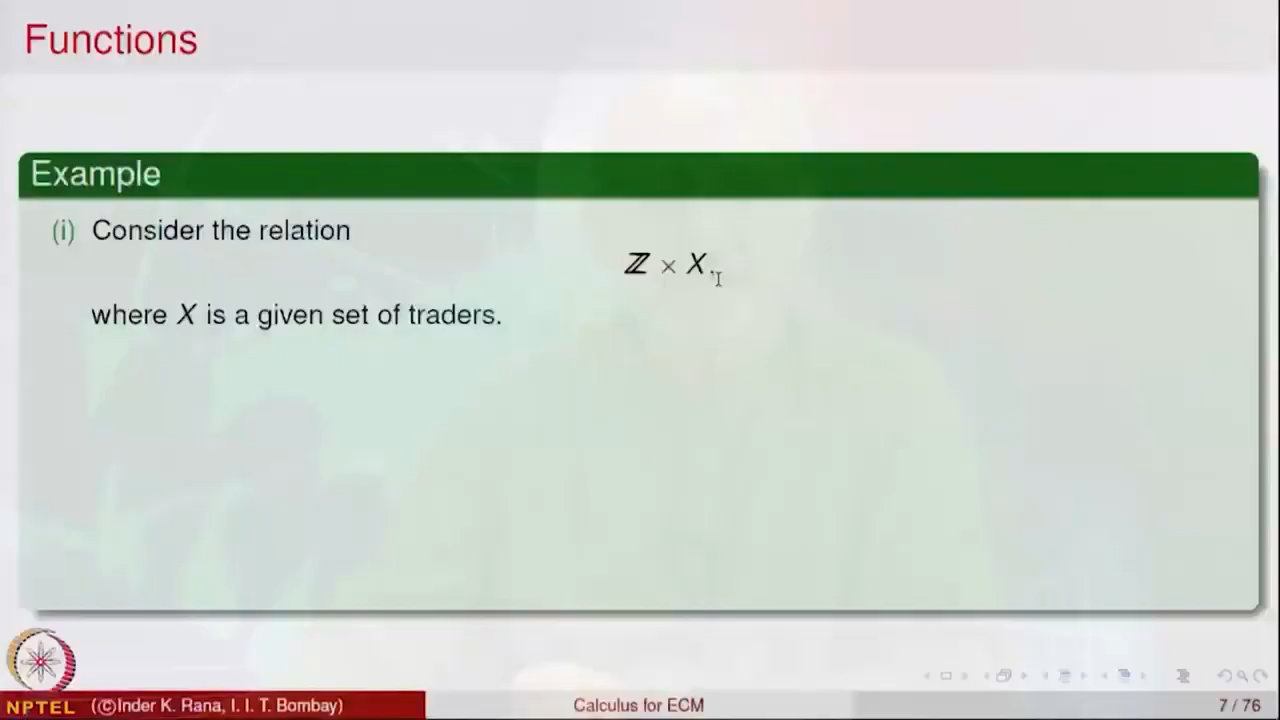 Functions
Example
(i) Consider the relation
ℤ × X,
where X is a given set of traders.
NPTEL (©Inder K. Rana, I. I. T. Bombay) Calculus for ECM 7 / 76